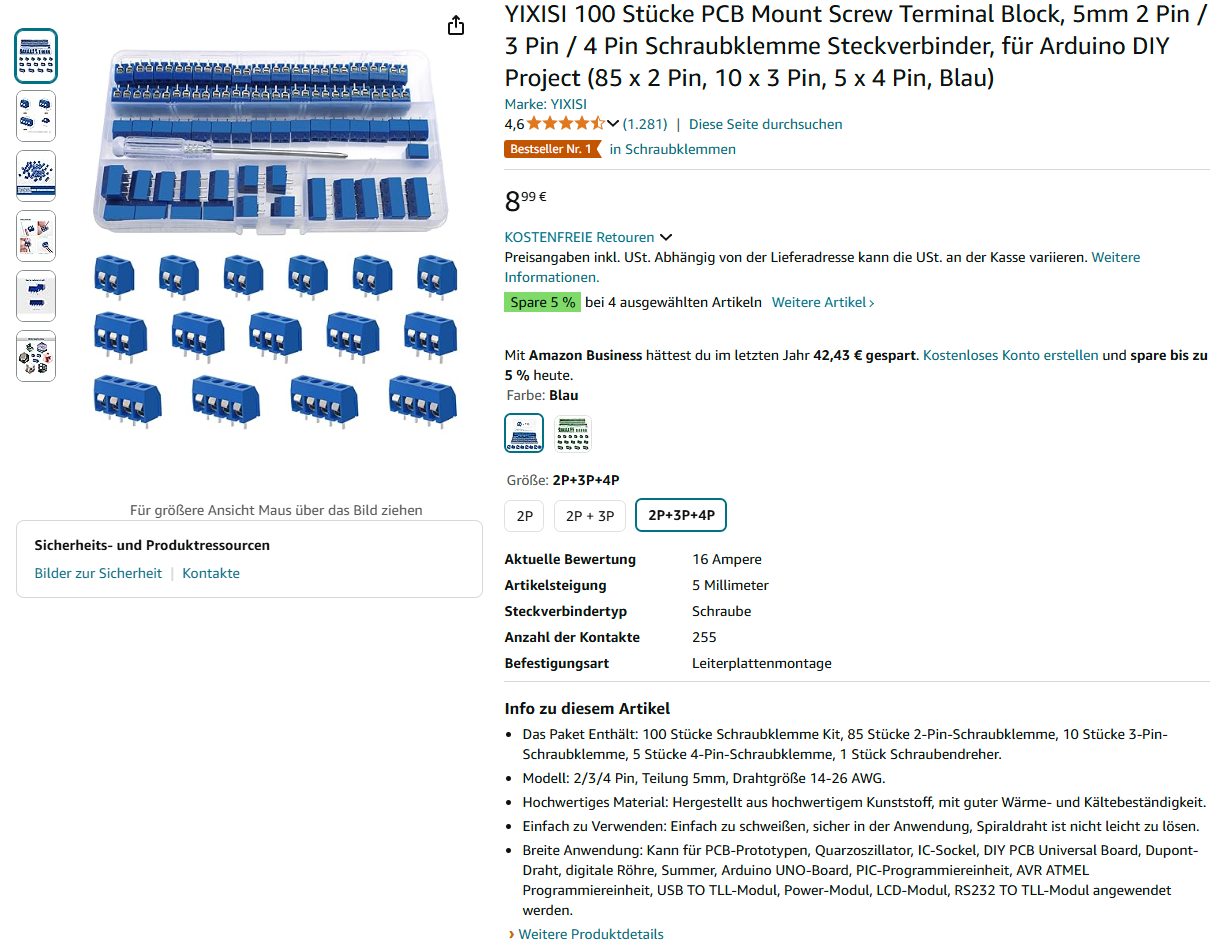 YIXISI 100 Stücke PCB Mount Screw Terminal Block, 5mm 2 Pin /
3 Pin / 4 Pin Schraubklemme Steckverbinder, für Arduino DIY
Project (85 x 2 Pin, 10 x 3 Pin, 5 x 4 Pin, Blau)
Marke: YIXISI
4,6 (1.281) | Diese Seite durchsuchen
Bestseller Nr. 1 in Schraubklemmen
8 99 €
KOSTENFREIE Retouren
Preisangaben inkl. USt. Abhängig von der Lieferadresse kann die USt. an der Kasse variieren. Weitere
Informationen.
Spare 5 % bei 4 ausgewählten Artikeln Weitere Artikel ›
Mit Amazon Business hättest du im letzten Jahr 42,43 € gespart. Kostenloses Konto erstellen und spare bis zu
5 % heute.
Farbe: Blau
Größe: 2P+3P+4P
2P
2P + 3P
2P+3P+4P
Für größere Ansicht Maus über das Bild ziehen
Sicherheits- und Produktressourcen
Bilder zur Sicherheit | Kontakte
Aktuelle Bewertung 16 Ampere
Artikelsteigung 5 Millimeter
Steckverbindertyp Schraube
Anzahl der Kontakte 255
Befestigungsart Leiterplattenmontage
Info zu diesem Artikel
• Das Paket Enthält: 100 Stücke Schraubklemme Kit, 85 Stücke 2-Pin-Schraubklemme, 10 Stücke 3-Pin-
Schraubklemme, 5 Stücke 4-Pin-Schraubklemme, 1 Stück Schraubendreher.
• Modell: 2/3/4 Pin, Teilung 5mm, Drahtgröße 14-26 AWG.
• Hochwertiges Material: Hergestellt aus hochwertigem Kunststoff, mit guter Wärme- und Kältebeständigkeit.
• Einfach zu Verwenden: Einfach zu schweißen, sicher in der Anwendung, Spiraldraht ist nicht leicht zu lösen.
• Breite Anwendung: Kann für PCB-Prototypen, Quarzoszillator, IC-Sockel, DIY PCB Universal Board, Dupont-
Draht, digitale Röhre, Summer, Arduino UNO-Board, PIC-Programmiereinheit, AVR ATMEL
Programmiereinheit, USB TO TLL-Modul, Power-Modul, LCD-Modul, RS232 TO TLL-Modul angewendet
werden.
› Weitere Produktdetails